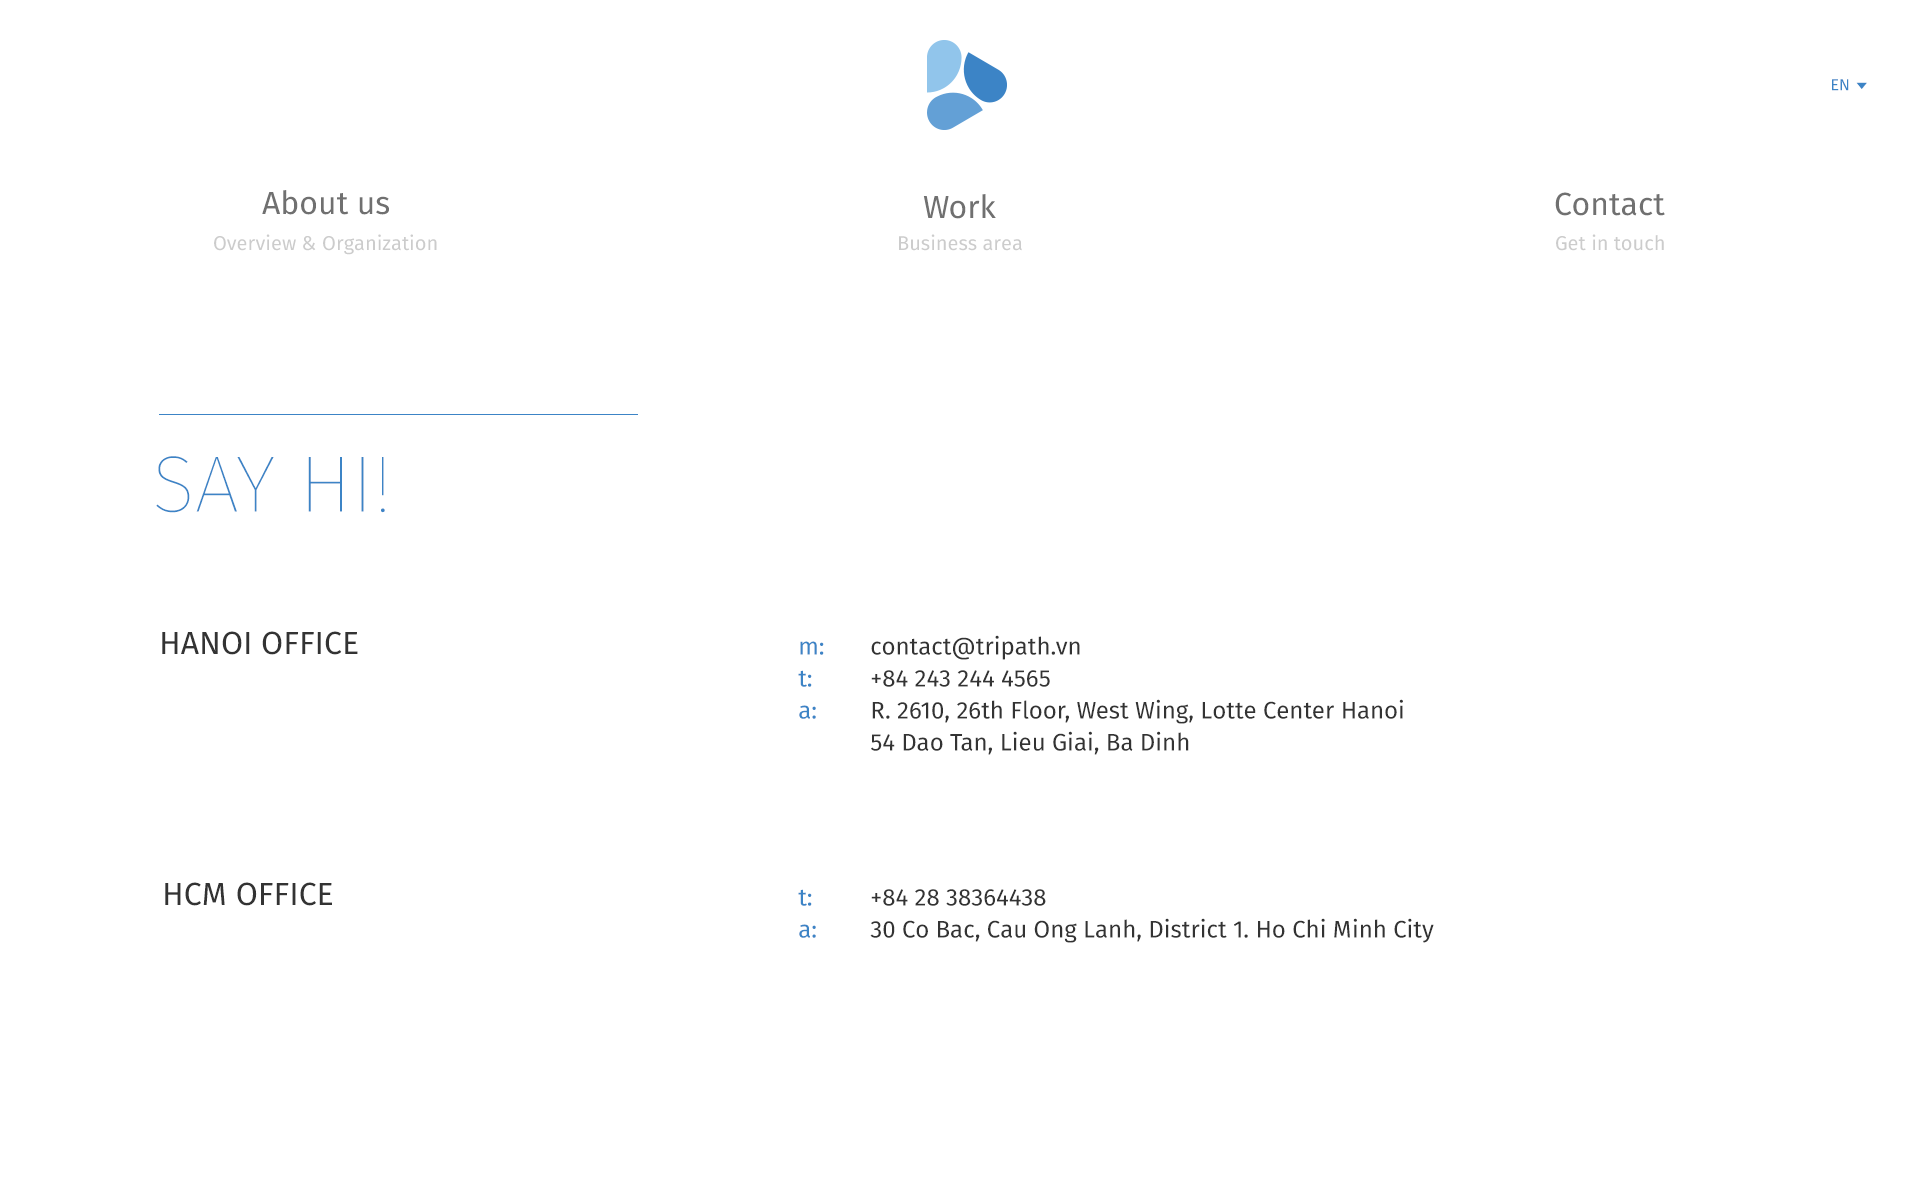 EN
About us
Work
Contact
Overview & Organization
Business area
Get in touch
SAY HI!
HANOI OFFICE
m: contact@tripath.vn
t: +84 243 244 4565
a: R. 2610, 26th Floor, West Wing, Lotte Center Hanoi
54 Dao Tan, Lieu Giai, Ba Dinh
HCM OFFICE
t: +84 28 38364438
a: 30 Co Bac, Cau Ong Lanh, District 1. Ho Chi Minh City